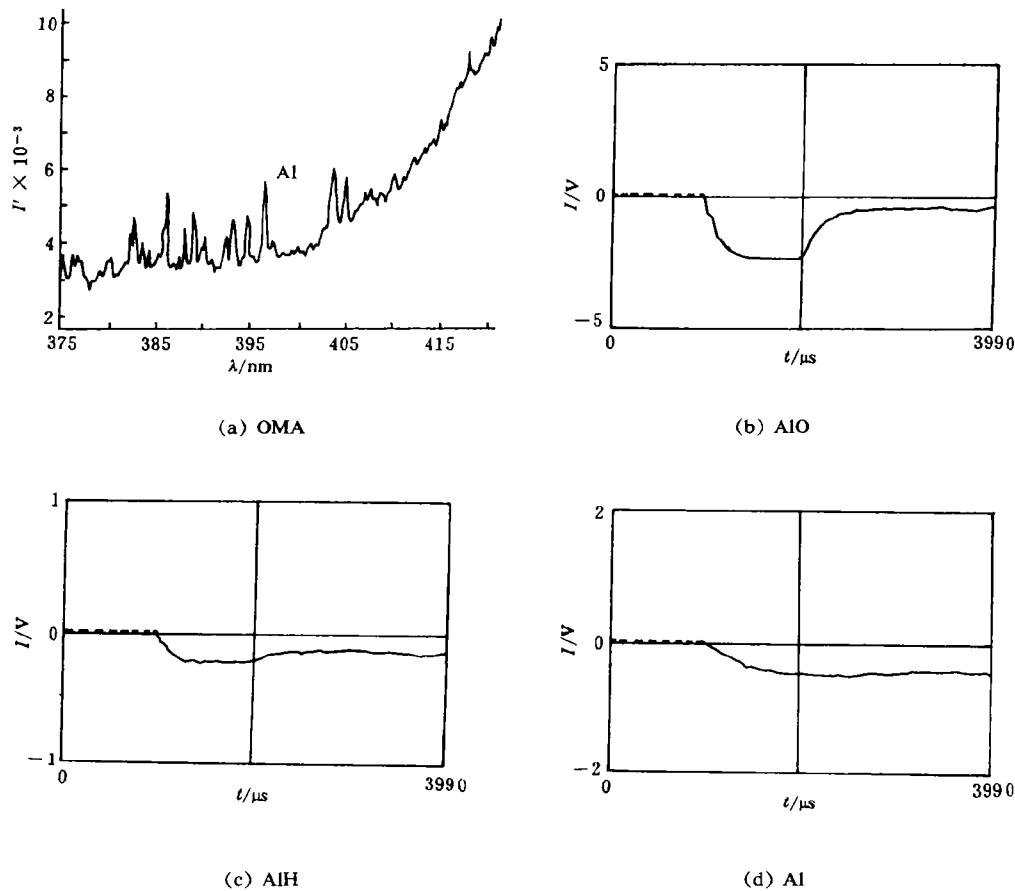 10
8
6
4
2
I′ × 10⁻³
Al
375 385 395 405 415
λ/nm
(a) OMA
5
0
−5
I/V
0 3990
t/μs
(b) AlO
1
0
−1
I/V
0 3990
t/μs
(c) AlH
2
0
−2
I/V
0 3990
t/μs
(d) Al